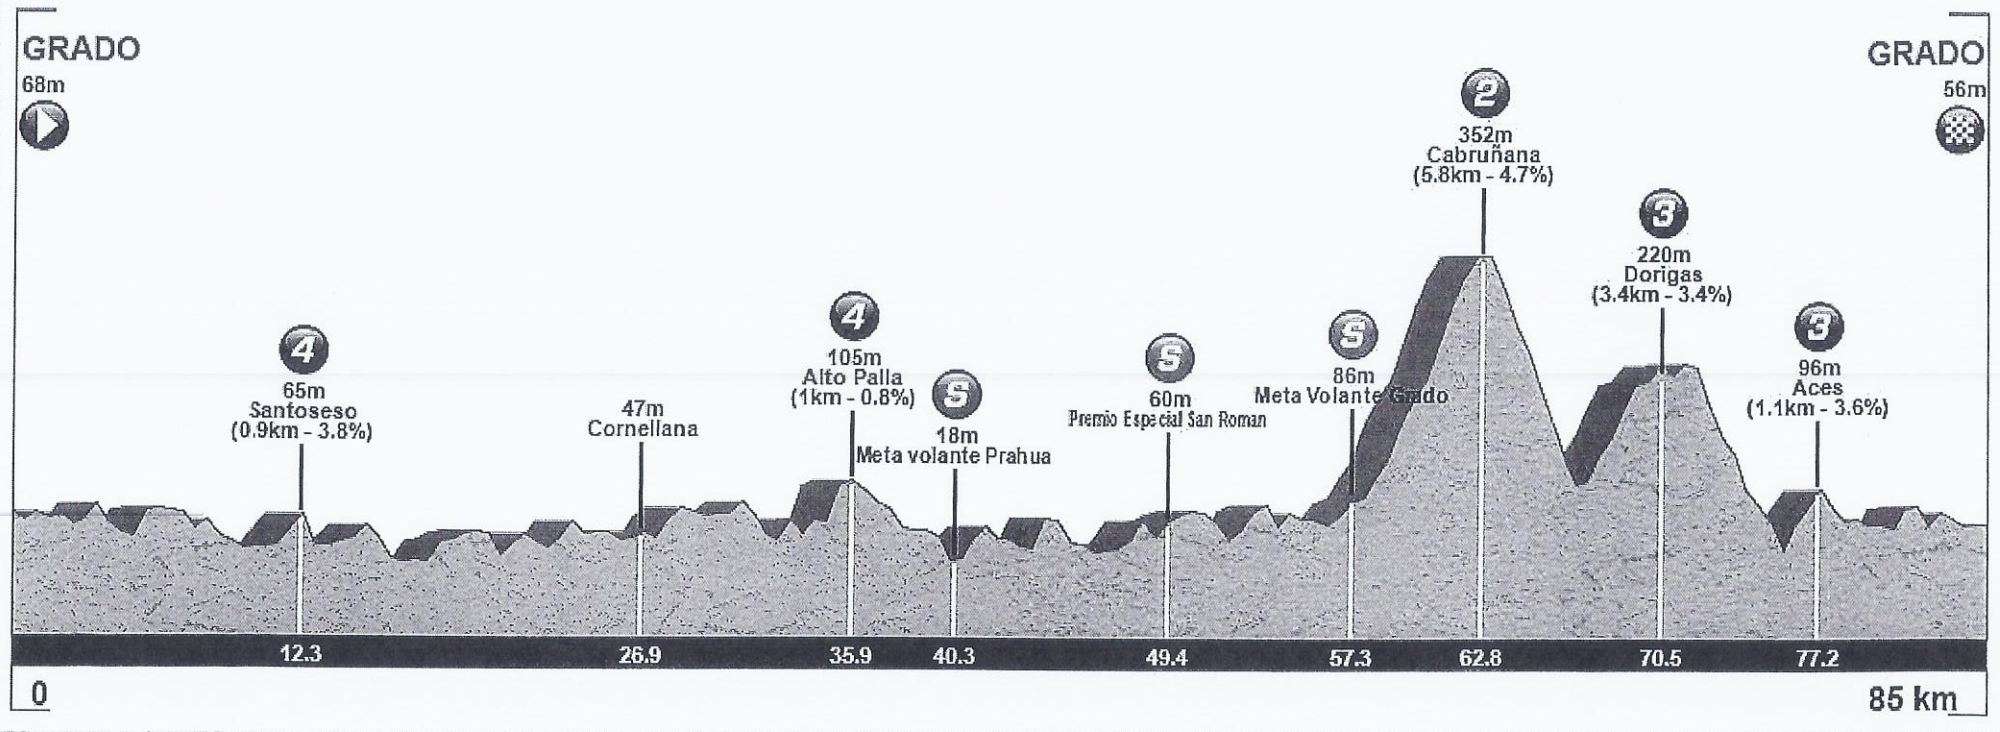 GRADO
68m
GRADO
56m
4
65m
Santoseso
(0.9km - 3.8%)
47m
Cornellana
4
105m
Alto Palla
(1km - 0.8%)
S
18m
Meta volante Prahua
S
60m
Premio Especial San Roman
S
86m
Meta Volante Grado
2
352m
Cabruñana
(5.8km - 4.7%)
3
220m
Dorigas
(3.4km - 3.4%)
3
96m
Aces
(1.1km - 3.6%)
12.3 26.9 35.9 40.3 49.4 57.3 62.8 70.5 77.2
0 85 km